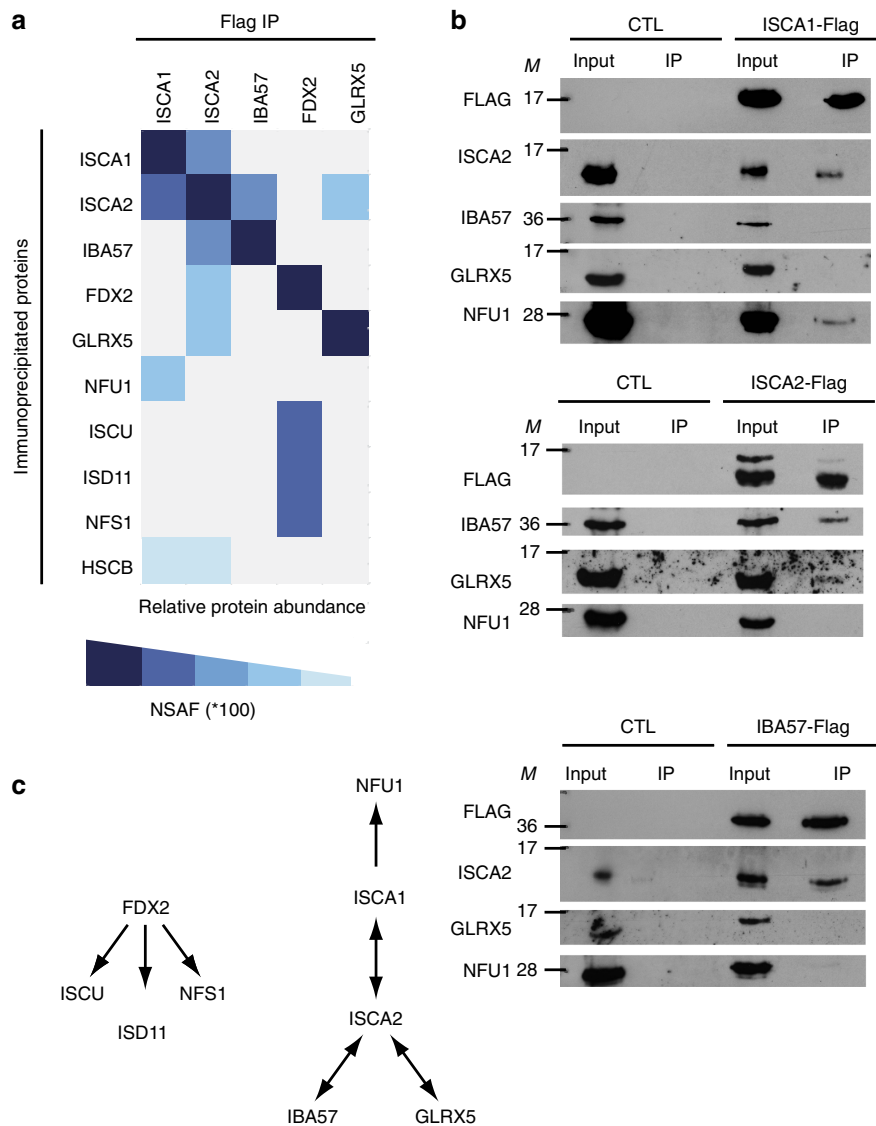 a
Flag IP
ISCA1
ISCA2
IBA57
FDX2
GLRX5
Immunoprecipitated proteins
ISCA1
ISCA2
IBA57
FDX2
GLRX5
NFU1
ISCU
ISD11
NFS1
HSCB
Relative protein abundance
NSAF (*100)
b
CTL ISCA1-Flag
M Input IP Input IP
FLAG 17
ISCA2 17
IBA57 36
GLRX5 17
NFU1 28
CTL ISCA2-Flag
M Input IP Input IP
FLAG 17
IBA57 36
GLRX5 17
NFU1 28
CTL IBA57-Flag
M Input IP Input IP
FLAG 36
ISCA2 17
GLRX5 17
NFU1 28
c
FDX2
ISCU
NFS1
ISD11
NFU1
ISCA1
ISCA2
IBA57
GLRX5